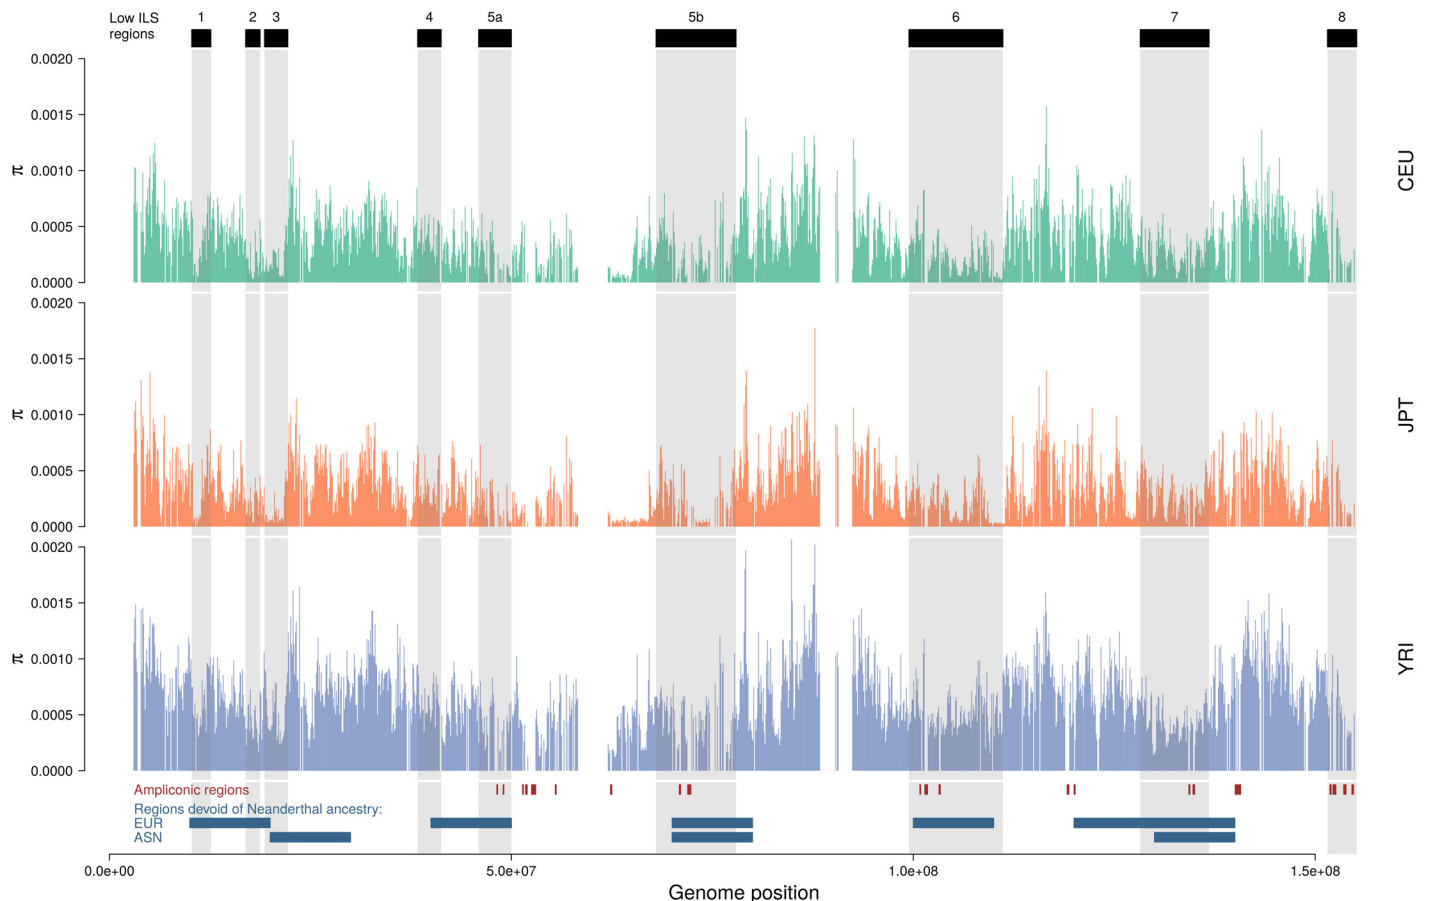 Low ILS regions 1 2 3 4 5a 5b 6 7 8
0.0020
0.0015
0.0010
0.0005
0.0000
π
CEU
0.0020
0.0015
0.0010
0.0005
0.0000
π
JPT
0.0020
0.0015
0.0010
0.0005
0.0000
π
YRI
Ampliconic regions
Regions devoid of Neanderthal ancestry:
EUR
ASN
0.0e+00 5.0e+07 1.0e+08 1.5e+08
Genome position